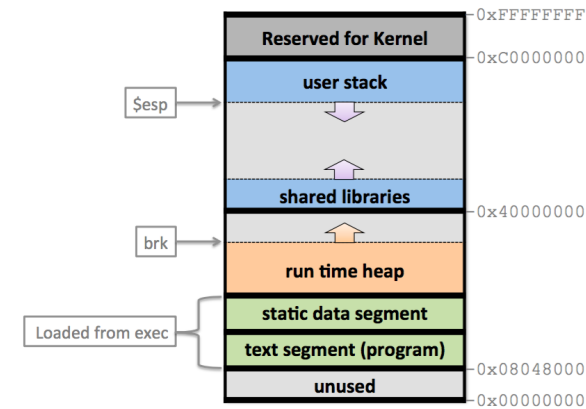 0xFFFFFFFF
Reserved for Kernel
0xC0000000
user stack
$esp
shared libraries
0x40000000
brk
run time heap
static data segment
Loaded from exec
text segment (program)
0x08048000
unused
0x00000000